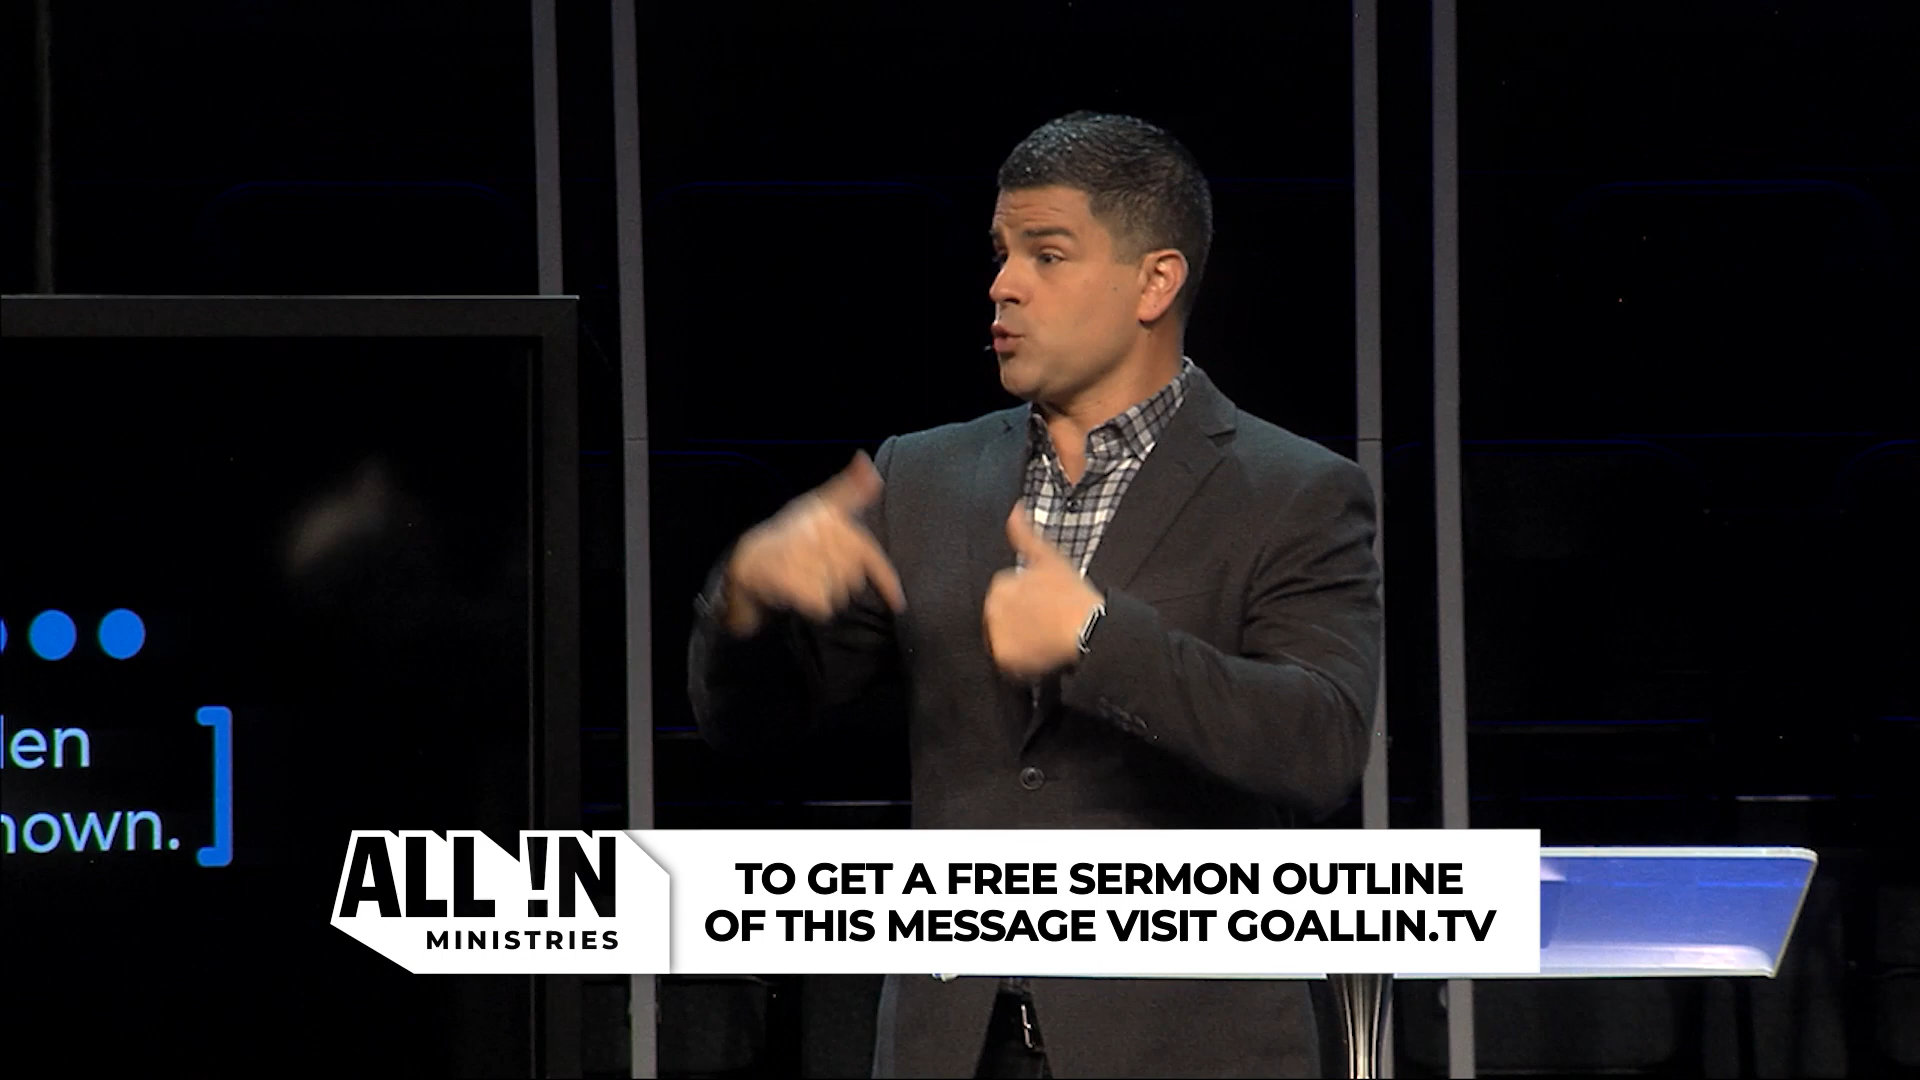 ALL !N
MINISTRIES
TO GET A FREE SERMON OUTLINE
OF THIS MESSAGE VISIT GOALLIN.TV